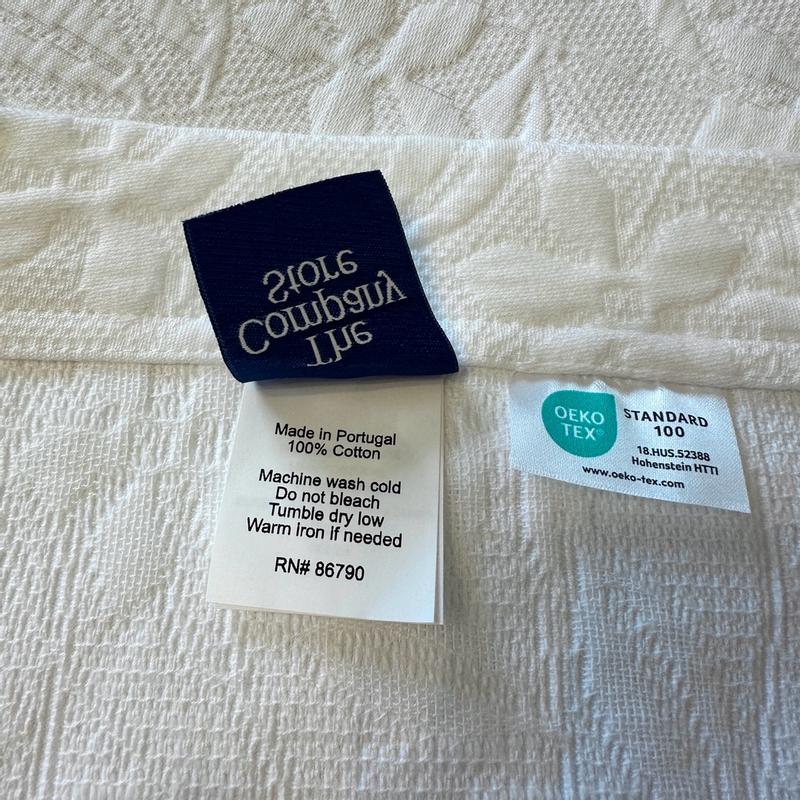 The
Company
Store
Made in Portugal
100% Cotton
Machine wash cold
Do not bleach
Tumble dry low
Warm iron if needed
RN# 86790
OEKO
TEX®
STANDARD
100
18.HUS.52388
Hohenstein HTTI
www.oeko-tex.com